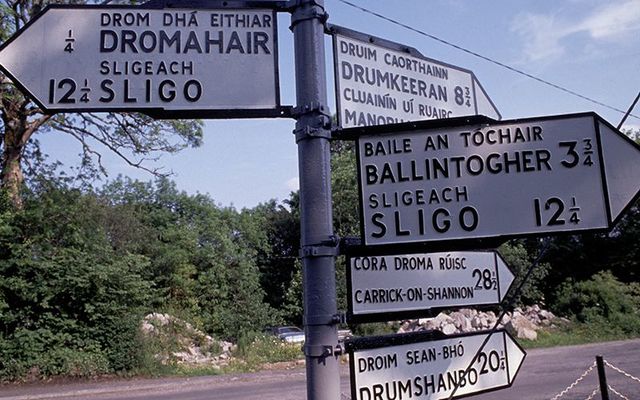 DROM DHÁ EITHIAR
¼ DROMAHAIR
SLIGEACH
12¼ SLIGO
DRUIM CAORTHAINN
DRUMKEERAN 8¾
CLUAINÍN UÍ RUAIRC
BAILE AN TÓCHAIR
BALLINTOGHER 3¾
SLIGEACH
SLIGO 12¼
CORA DROMA RÚISC
CARRICK-ON-SHANNON 28½
DROIM SEAN-BHÓ
DRUMSHANBO 20¼